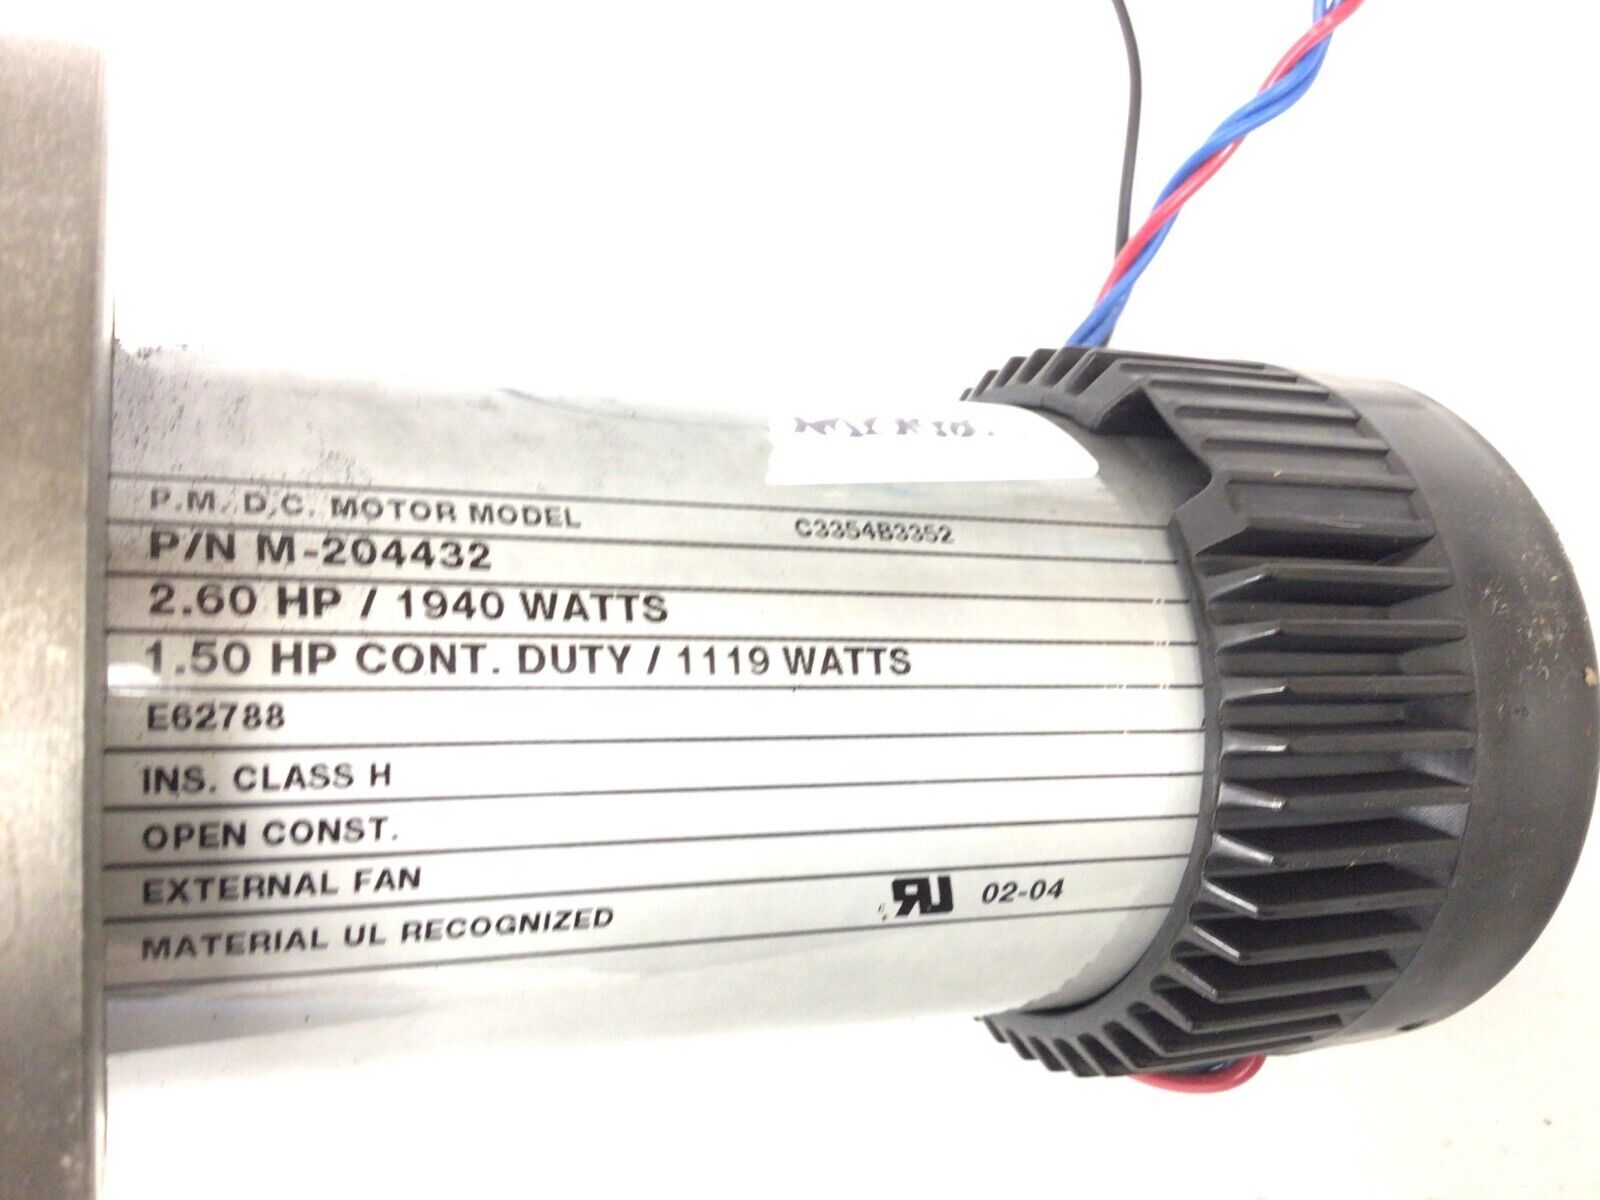 P.M. D.C. MOTOR MODEL C3354B3352
P/N M-204432
2.60 HP / 1940 WATTS
1.50 HP CONT. DUTY / 1119 WATTS
E62788
INS. CLASS H
OPEN CONST.
EXTERNAL FAN
MATERIAL UL RECOGNIZED 02-04